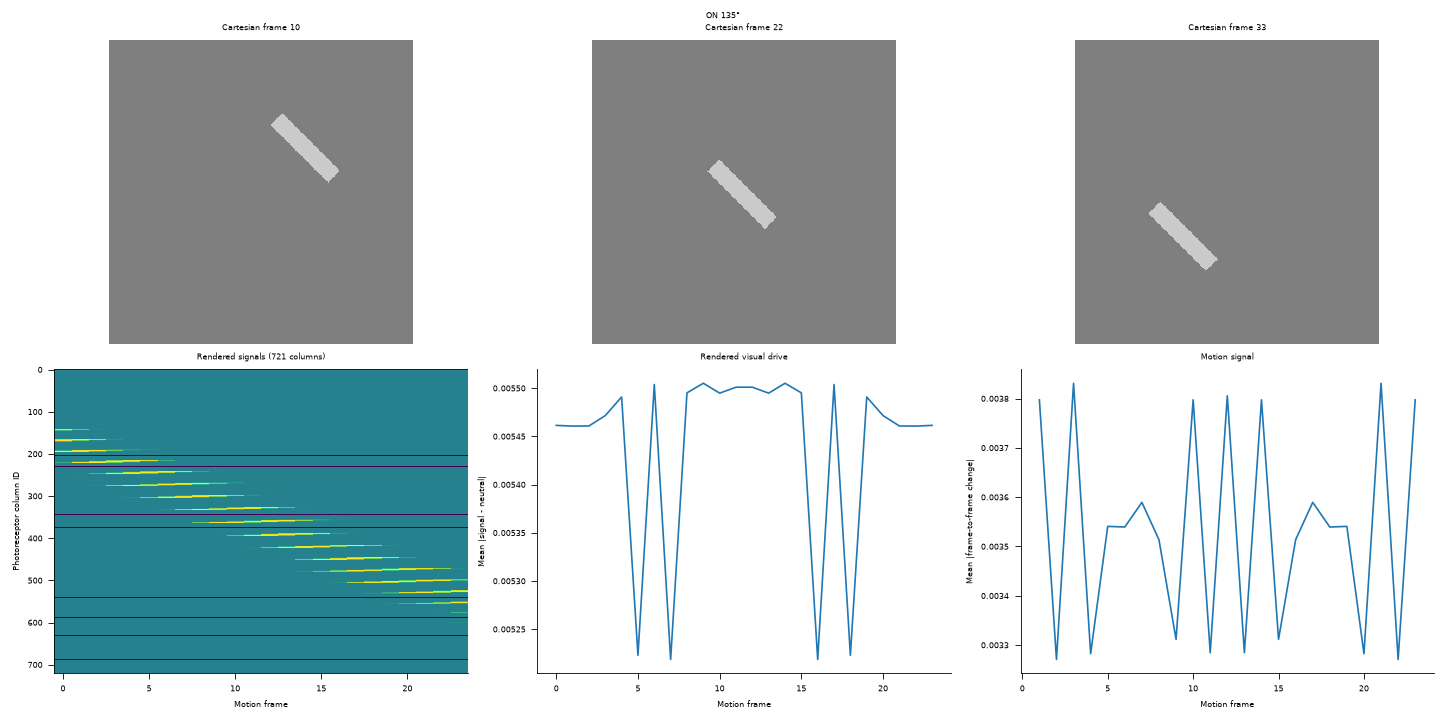 ON 135°
Cartesian frame 10
Cartesian frame 22
Cartesian frame 33
Rendered signals (721 columns)
Photoreceptor column ID
0
100
200
300
400
500
600
700
0
5
10
15
20
Motion frame
Rendered visual drive
Mean |signal - neutral|
0.00550
0.00545
0.00540
0.00535
0.00530
0.00525
0
5
10
15
20
Motion frame
Motion signal
Mean |frame-to-frame change|
0.0038
0.0037
0.0036
0.0035
0.0034
0.0033
0
5
10
15
20
Motion frame